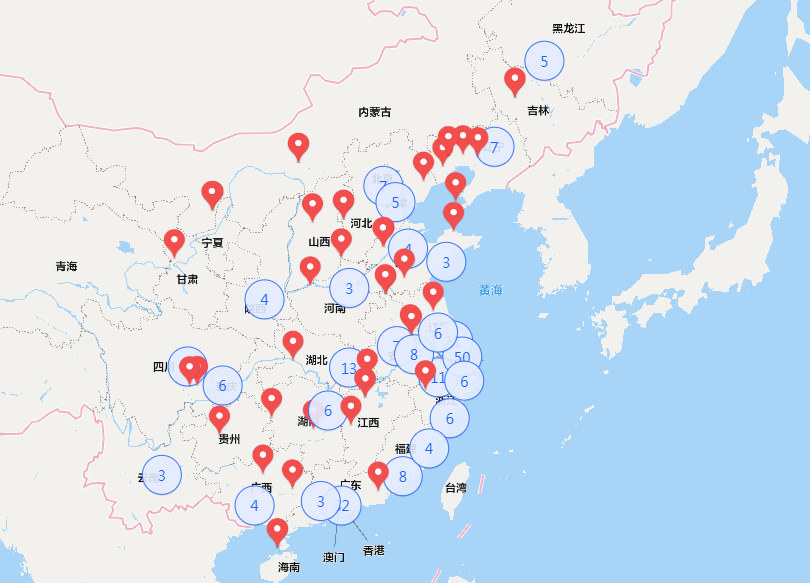 黑龙江
5
吉林
内蒙古
7
北京
7
5
宁夏
河北
山西
4
3
青海
甘肃
黄海
4
3
河南
6
7
8
50
湖北
13
11
6
四川
6
6
6
江西
贵州
福建
4
8
3
4
3
广西
广东
台湾
澳门
香港
海南